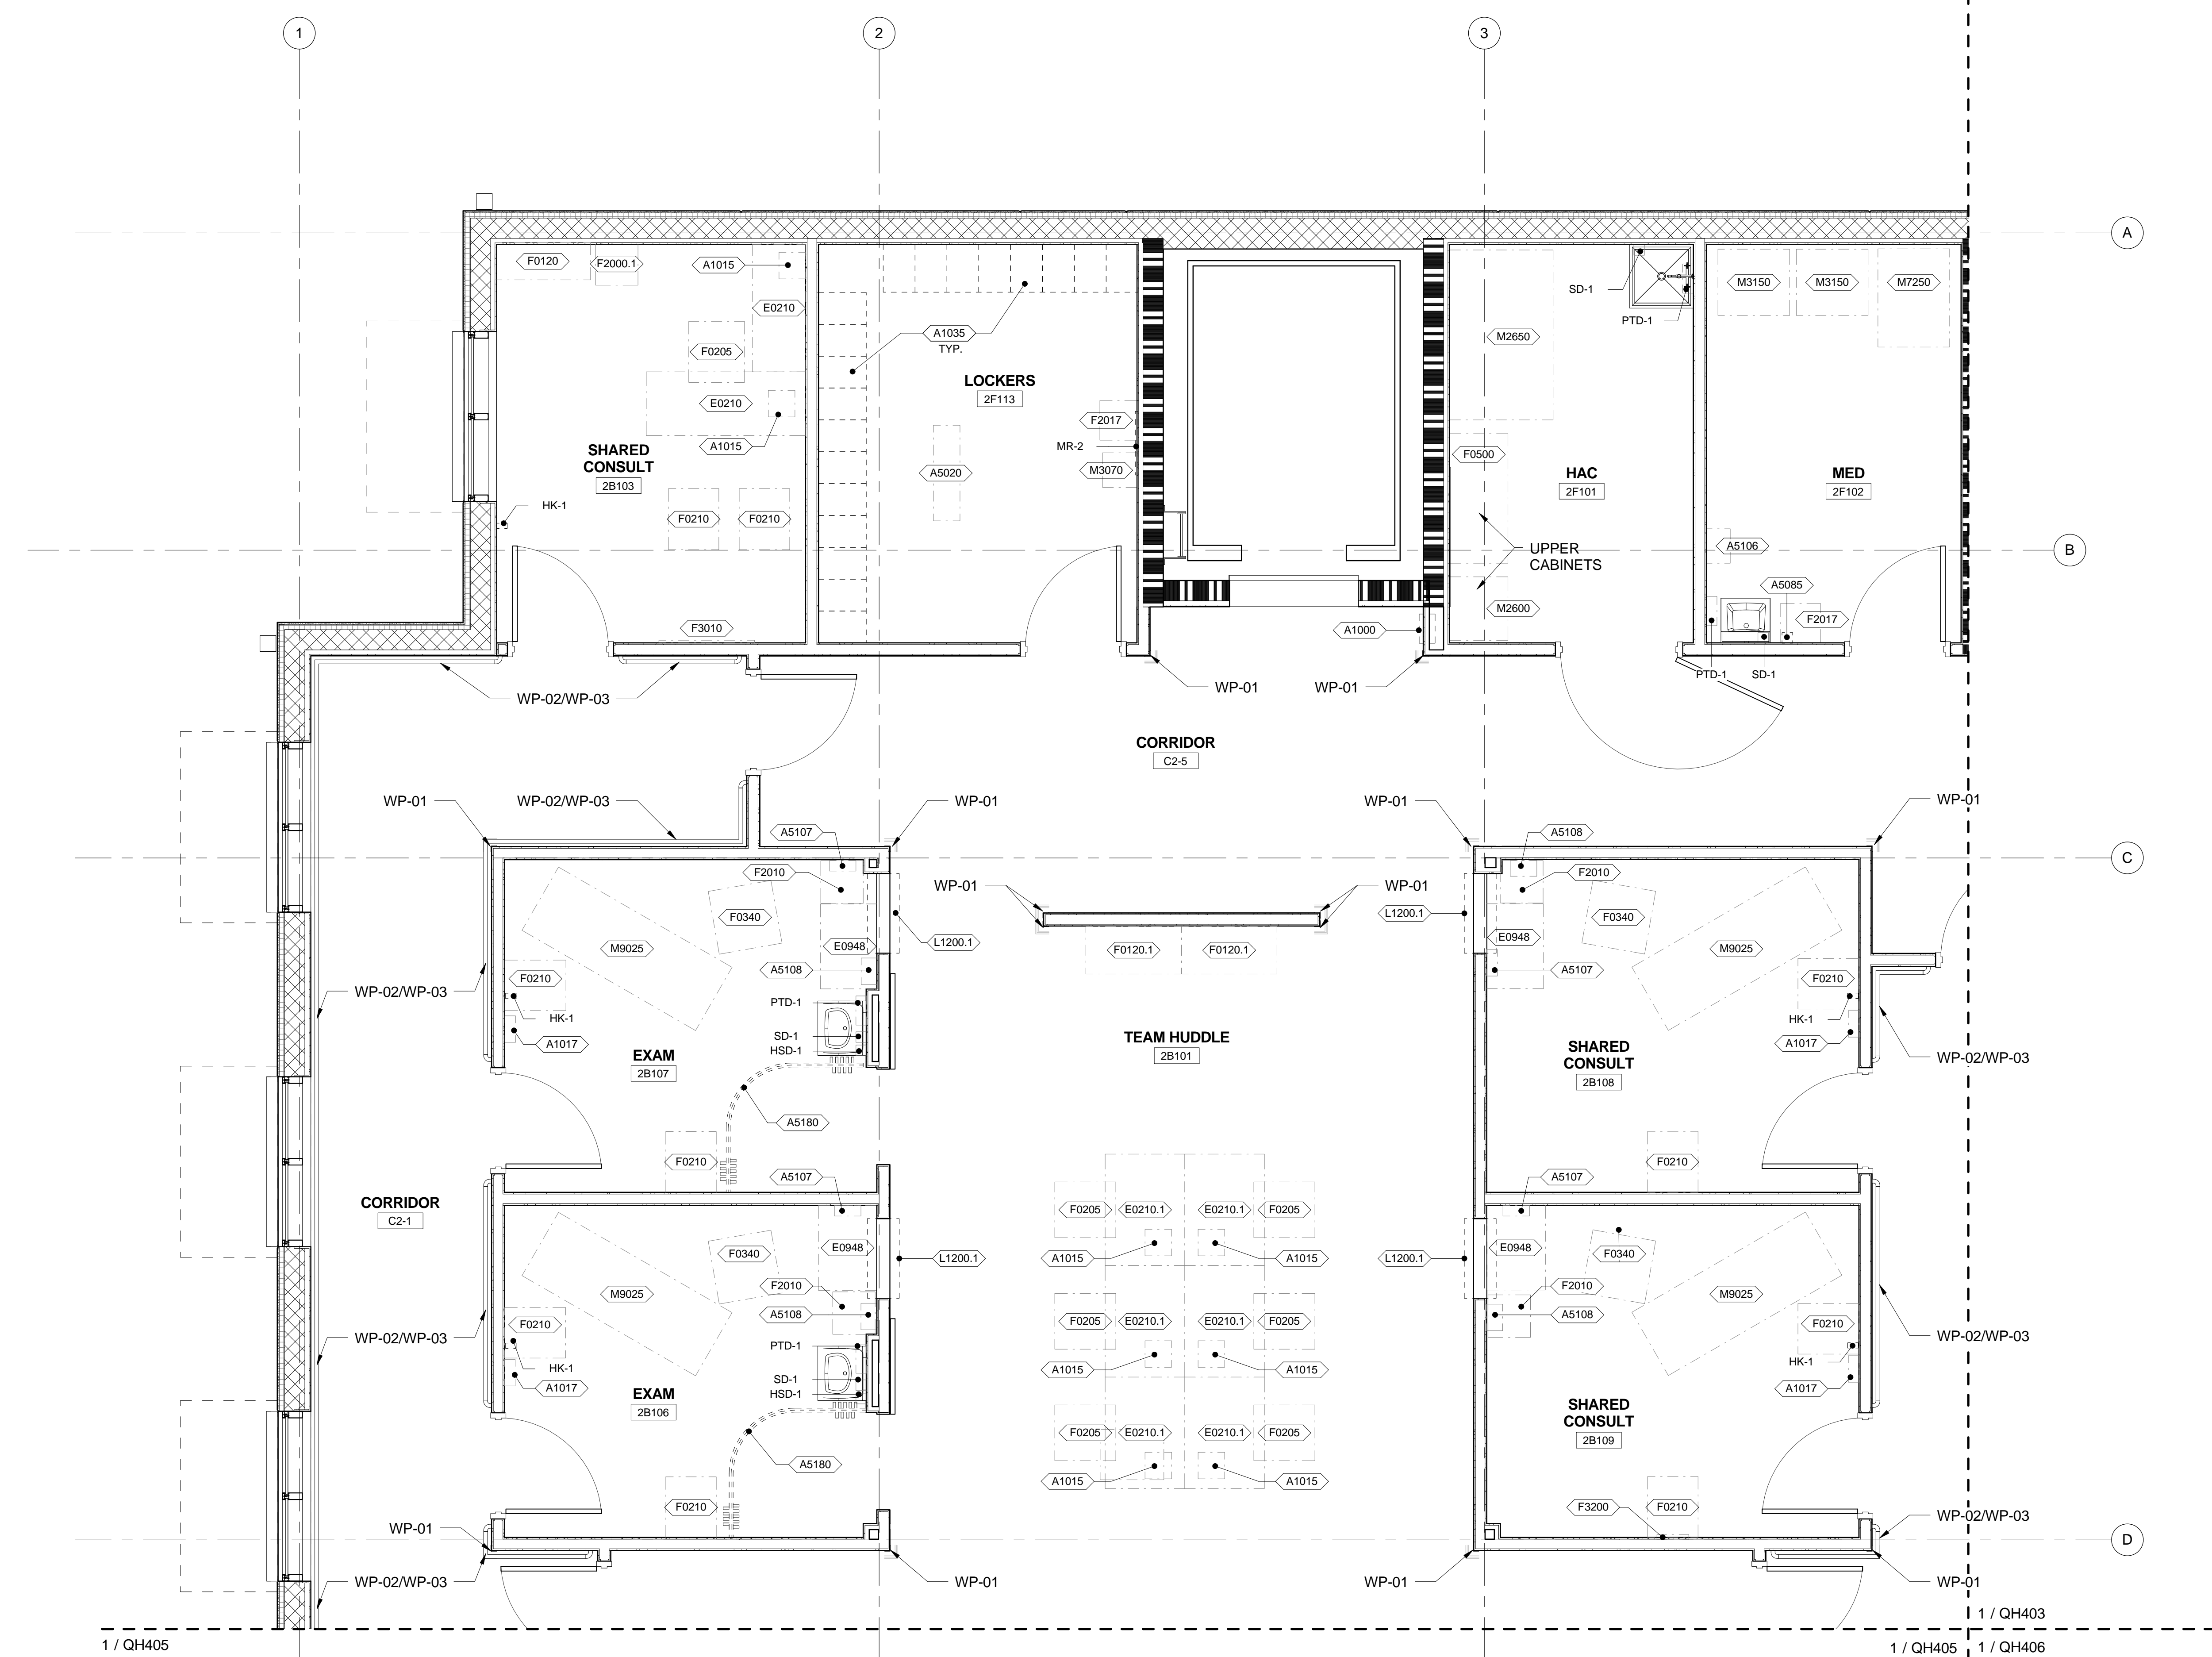 1
2
3
A
F0120
F2000.1
A1015
E0210
F0205
E0210
A1015
SHARED
CONSULT
2B103
HK-1
F0210
F0210
F3010
A1035
TYP.
LOCKERS
2F113
F2017
MR-2
M3070
A5020
SD-1
PTD-1
M2650
F0500
HAC
2F101
UPPER
CABINETS
M2600
A1000
M3150
M3150
M7250
MED
2F102
A5106
A5085
F2017
PTD-1
SD-1
B
WP-02/WP-03
WP-01
WP-01
CORRIDOR
C2-5
WP-01
WP-02/WP-03
WP-01
WP-01
WP-01
A5107
A5108
C
F2010
WP-01
WP-01
F2010
F0340
L1200.1
F0340
M9025
E0948
L1200.1
F0120.1
F0120.1
E0948
M9025
F0210
A5108
A5107
F0210
WP-02/WP-03
PTD-1
HK-1
SD-1
HSD-1
A1017
EXAM
2B107
TEAM HUDDLE
2B101
HK-1
A1017
SHARED
CONSULT
2B108
WP-02/WP-03
A5180
F0210
A5107
A5107
F0210
CORRIDOR
C2-1
F0205
E0210.1
E0210.1
F0205
A1015
A1015
F0340
E0948
L1200.1
L1200.1
E0948
F0340
M9025
F2010
F2010
M9025
F0210
A5108
A5108
F0210
WP-02/WP-03
F0205
E0210.1
E0210.1
F0205
WP-02/WP-03
PTD-1
HK-1
A1015
A1015
HK-1
SD-1
HSD-1
A1017
A1017
EXAM
2B106
SHARED
CONSULT
2B109
F0205
E0210.1
E0210.1
F0205
A5180
A1015
A1015
F0210
F3200
F0210
WP-02/WP-03
WP-01
D
WP-02/WP-03
WP-01
WP-01
WP-01
1 / QH403
1 / QH405
1 / QH405
1 / QH406